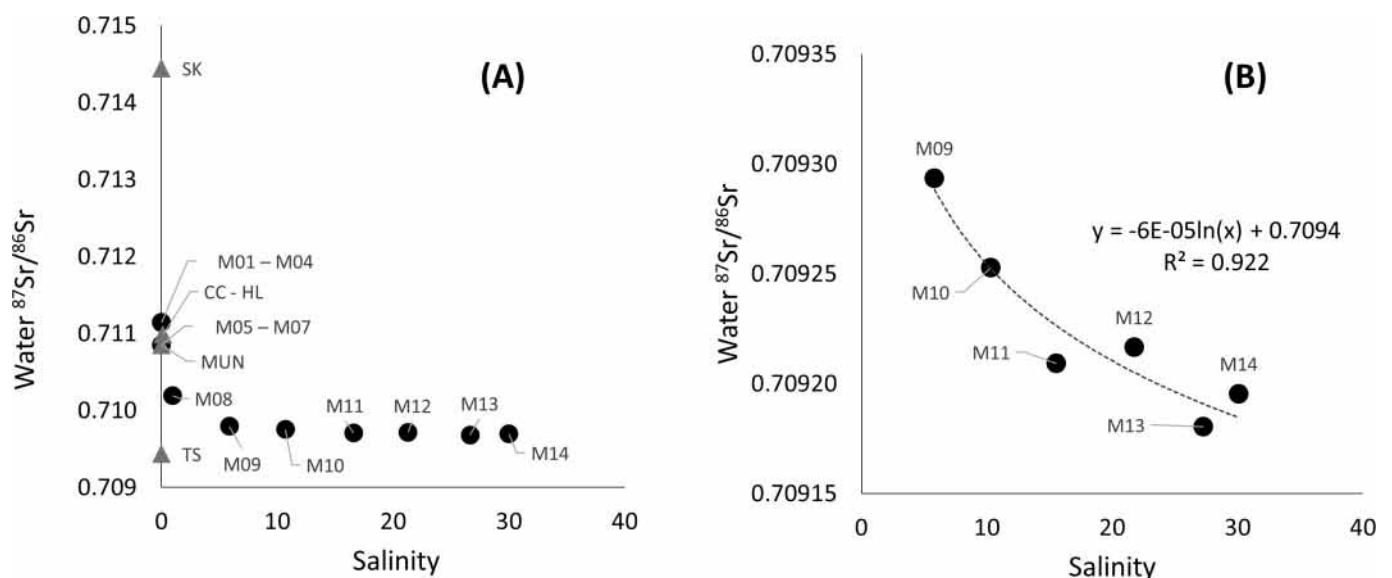 (A)
Water ⁸⁷Sr/⁸⁶Sr
0.715
0.714
0.713
0.712
0.711
0.710
0.709
SK
M01 – M04
CC - HL
M05 – M07
MUN
M08
TS
M09
M10
M11
M12
M13
M14
0 10 20 30 40
Salinity
(B)
Water ⁸⁷Sr/⁸⁶Sr
0.70935
0.70930
0.70925
0.70920
0.70915
M09
M10
M11
M12
M13
M14
y = -6E-05ln(x) + 0.7094
R² = 0.922
0 10 20 30 40
Salinity